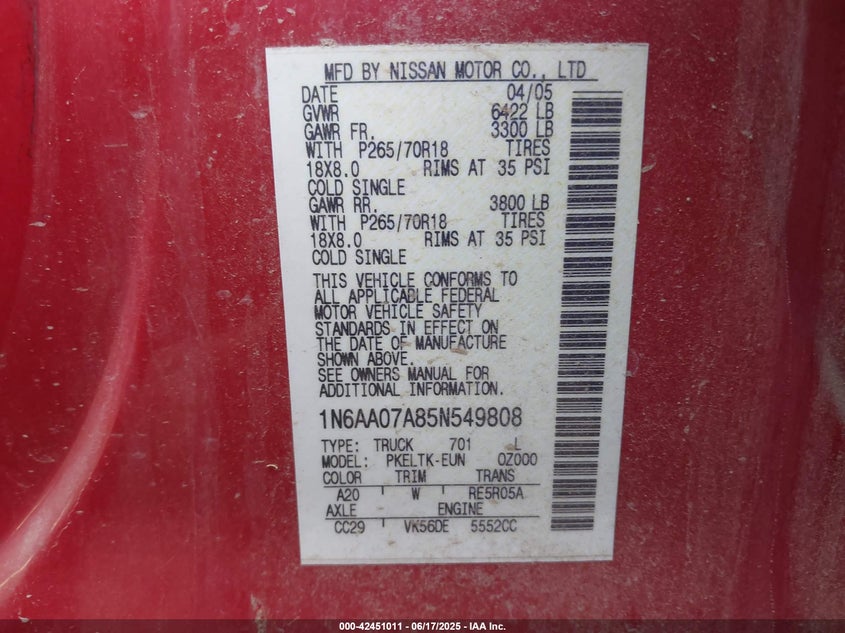 MFD BY NISSAN MOTOR CO., LTD
DATE 04/05
GVWR 6422 LB
GAWR FR. 3300 LB
WITH P265/70R18 TIRES
18X8.0 RIMS AT 35 PSI
COLD SINGLE
GAWR RR. 3800 LB
WITH P265/70R18 TIRES
18X8.0 RIMS AT 35 PSI
COLD SINGLE
THIS VEHICLE CONFORMS TO
ALL APPLICABLE FEDERAL
MOTOR VEHICLE SAFETY
STANDARDS IN EFFECT ON
THE DATE OF MANUFACTURE
SHOWN ABOVE.
SEE OWNERS MANUAL FOR
ADDITIONAL INFORMATION.
1N6AA07A85N549808
TYPE: TRUCK 701 L
MODEL: PKELTK-EUN 0Z000
COLOR TRIM TRANS
A20 W RE5R05A
AXLE ENGINE
CC29 VK56DE 5552CC
000-42451011 - 06/17/2025 - IAA Inc.